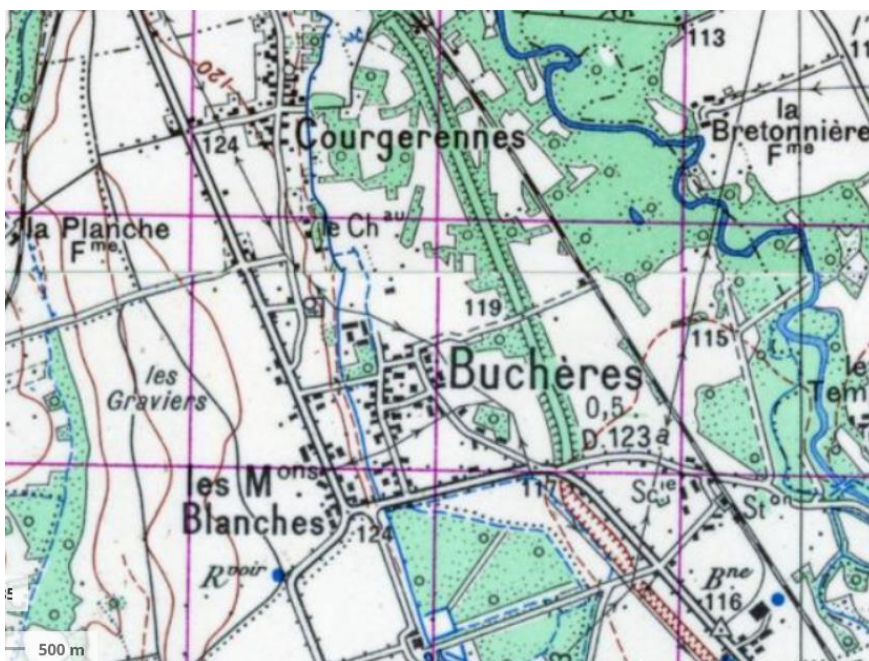 113
120
la
Bretonnière
Fme
124
Courgerennes
la Planche
Fme
le Chau
119
115
les
Graviers
Buchères
0,5
D.123a
le
Tem
les Mons
Blanches
117
Scie
Ston
124
Rvoir
Bne
116
500 m